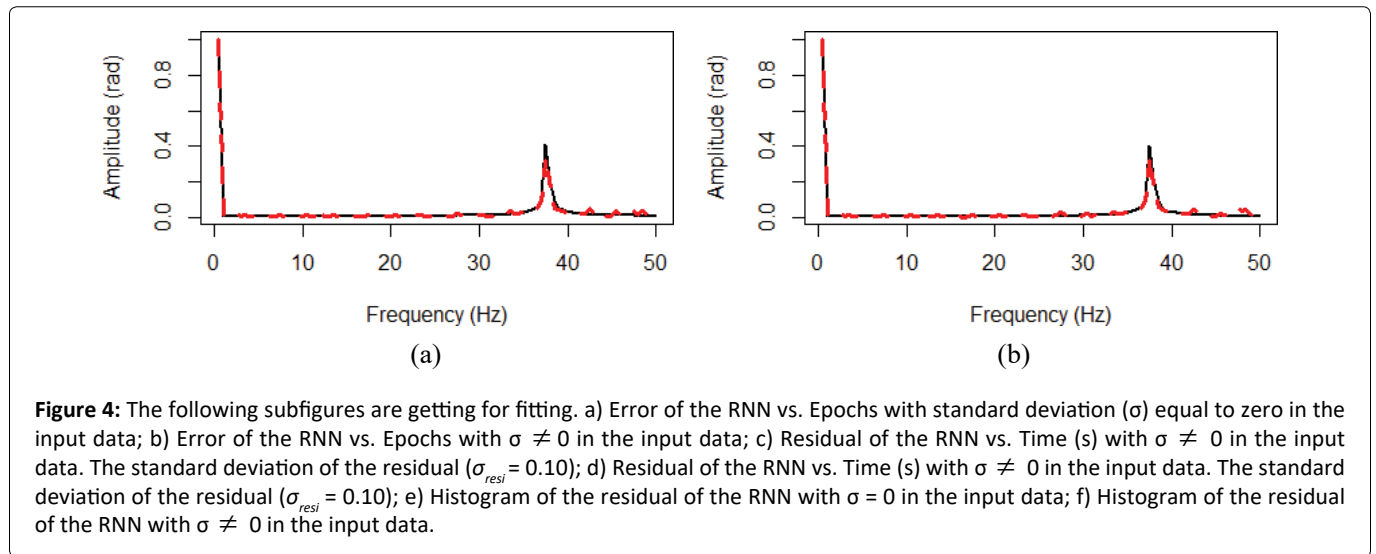 Amplitude (rad)
0.0 0.4 0.8
0 10 20 30 40 50
Frequency (Hz)
(a)
Amplitude (rad)
0.0 0.4 0.8
0 10 20 30 40 50
Frequency (Hz)
(b)
Figure 4: The following subfigures are getting for fitting. a) Error of the RNN vs. Epochs with standard deviation (σ) equal to zero in the
input data; b) Error of the RNN vs. Epochs with σ ≠ 0 in the input data; c) Residual of the RNN vs. Time (s) with σ ≠ 0 in the input
data. The standard deviation of the residual (σresi = 0.10); d) Residual of the RNN vs. Time (s) with σ ≠ 0 in the input data. The standard
deviation of the residual (σresi = 0.10); e) Histogram of the residual of the RNN with σ = 0 in the input data; f) Histogram of the residual
of the RNN with σ ≠ 0 in the input data.